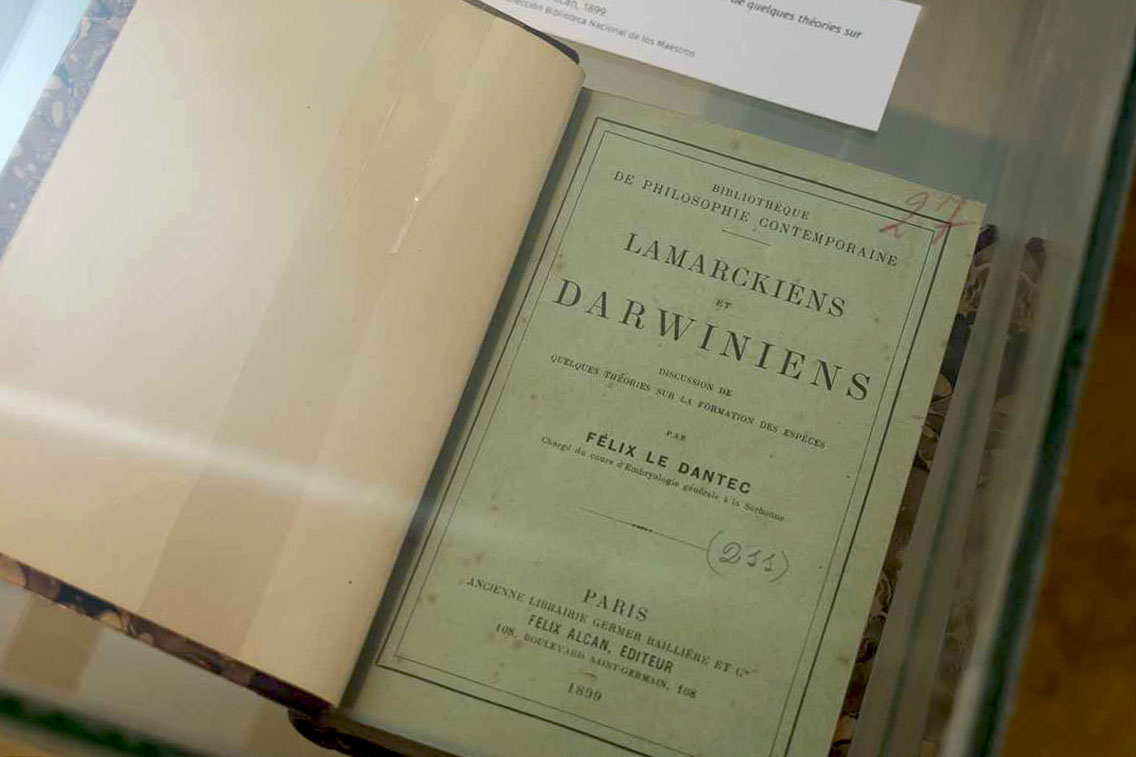 de quelques théories sur
1899
Biblioteca Nacional de los Maestros
27
BIBLIOTHÈQUE
DE PHILOSOPHIE CONTEMPORAINE
LAMARCKIENS
ET
DARWINIENS
DISCUSSION DE
QUELQUES THÉORIES SUR LA FORMATION DES ESPÈCES
PAR
FÉLIX LE DANTEC
Chargé du cours d'Embryologie générale à la Sorbonne
(211)
PARIS
ANCIENNE LIBRAIRIE GERMER BAILLIÈRE ET Cie
FÉLIX ALCAN, ÉDITEUR
108, BOULEVARD SAINT-GERMAIN, 108
1899